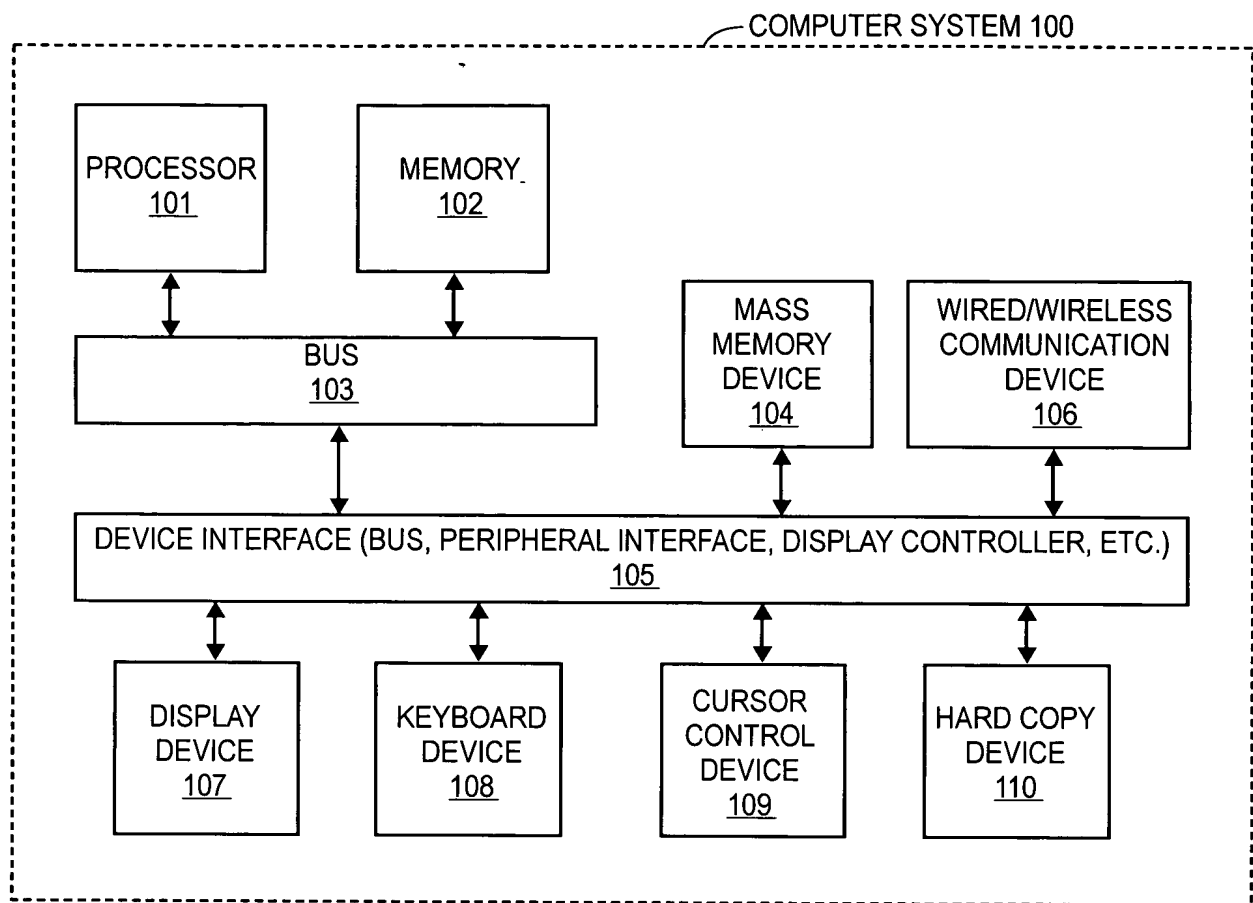 COMPUTER SYSTEM 100
PROCESSOR
101
MEMORY
102
BUS
103
MASS
MEMORY
DEVICE
104
WIRED/WIRELESS
COMMUNICATION
DEVICE
106
DEVICE INTERFACE (BUS, PERIPHERAL INTERFACE, DISPLAY CONTROLLER, ETC.)
105
DISPLAY
DEVICE
107
KEYBOARD
DEVICE
108
CURSOR
CONTROL
DEVICE
109
HARD COPY
DEVICE
110